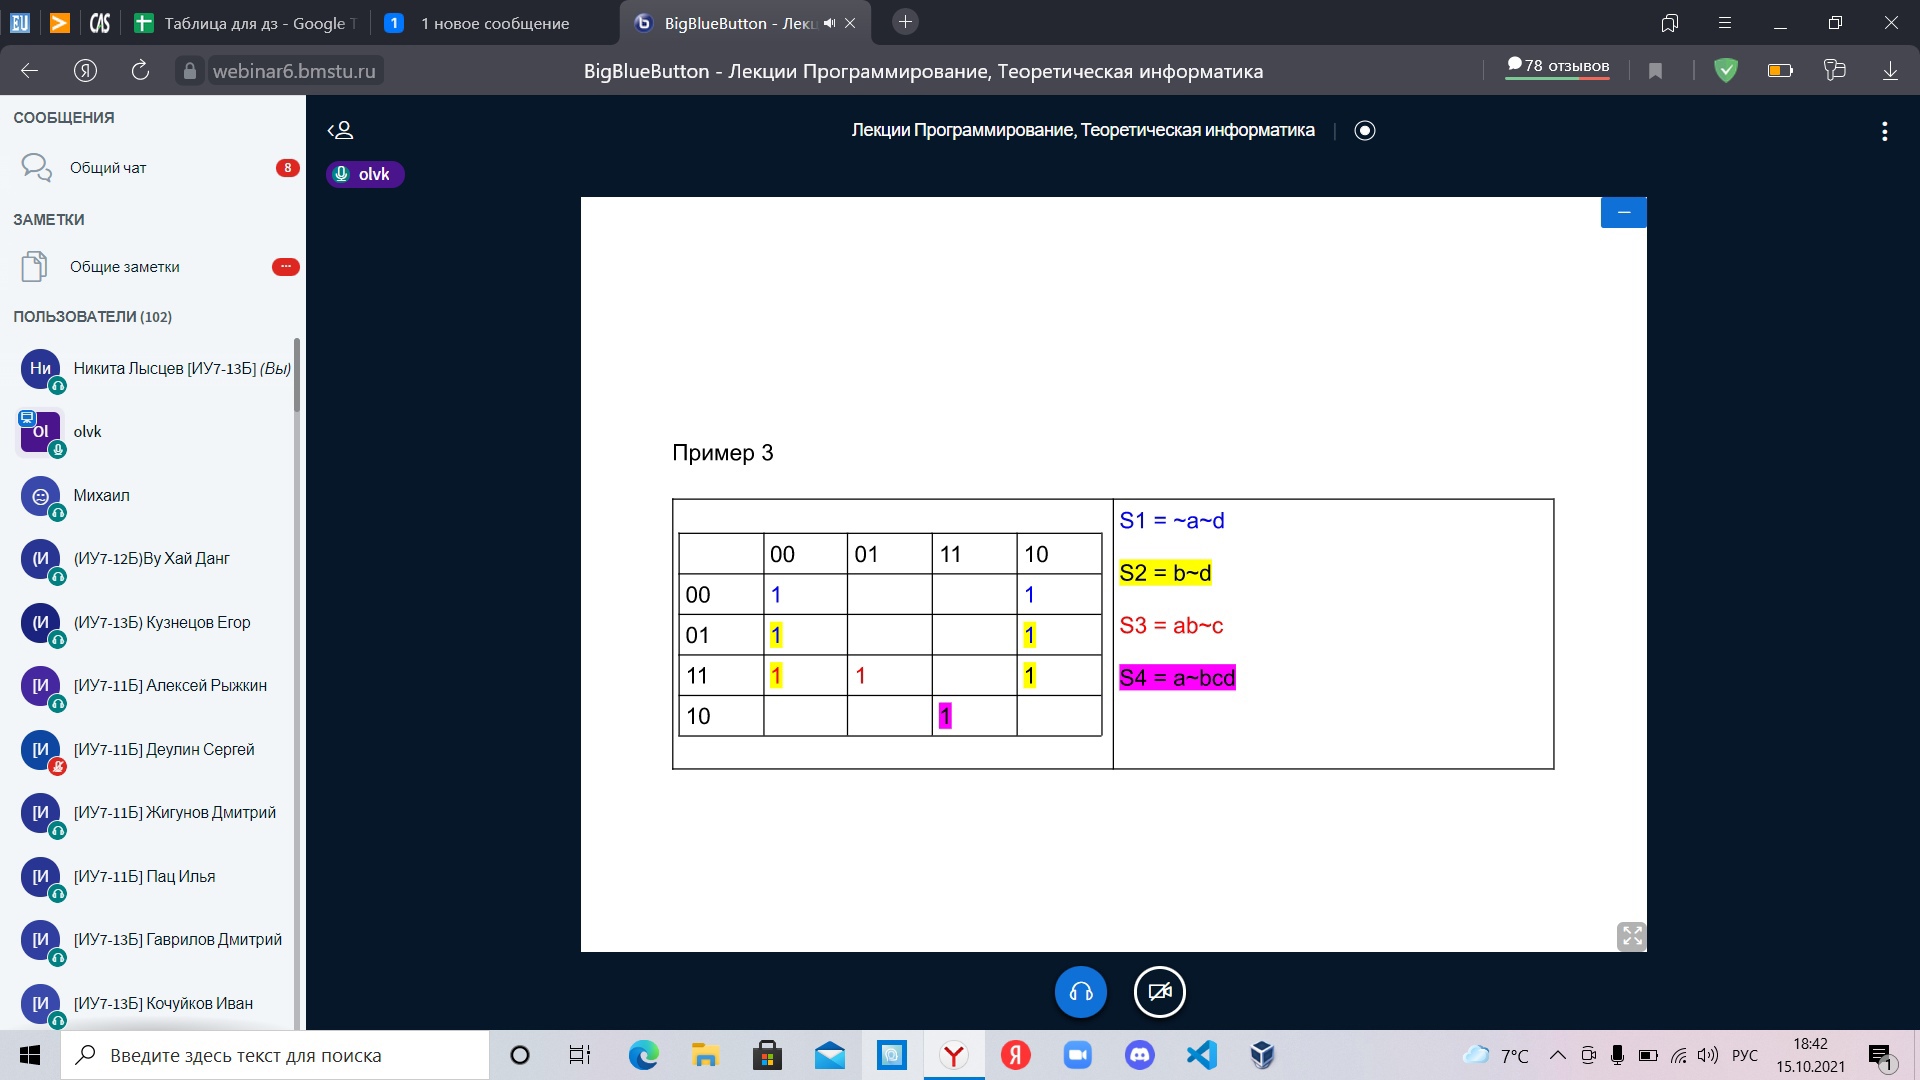 EU
CAS
Таблица для дз - Google Т
1
1 новое сообщение
BigBlueButton - Лекц
webinar6.bmstu.ru
BigBlueButton - Лекции Программирование, Теоретическая информатика
78 отзывов
СООБЩЕНИЯ
Общий чат
8
ЗАМЕТКИ
Общие заметки
ПОЛЬЗОВАТЕЛИ (102)
Ни
Никита Лысцев [ИУ7-13Б] (Вы)
Ol
olvk
Михаил
(И
(ИУ7-12Б)Ву Хай Данг
(И
(ИУ7-13Б) Кузнецов Егор
[И
[ИУ7-11Б] Алексей Рыжкин
[И
[ИУ7-11Б] Деулин Сергей
[И
[ИУ7-11Б] Жигунов Дмитрий
[И
[ИУ7-11Б] Пац Илья
[И
[ИУ7-13Б] Гаврилов Дмитрий
[И
[ИУ7-13Б] Кочуйков Иван
Лекции Программирование, Теоретическая информатика
olvk
Пример 3
00 01 11 10
00 1 1
01 1 1
11 1 1 1
10 1
S1 = ~a~d
S2 = b~d
S3 = ab~c
S4 = a~bcd
Введите здесь текст для поиска
7°C
РУС
18:42
15.10.2021
1